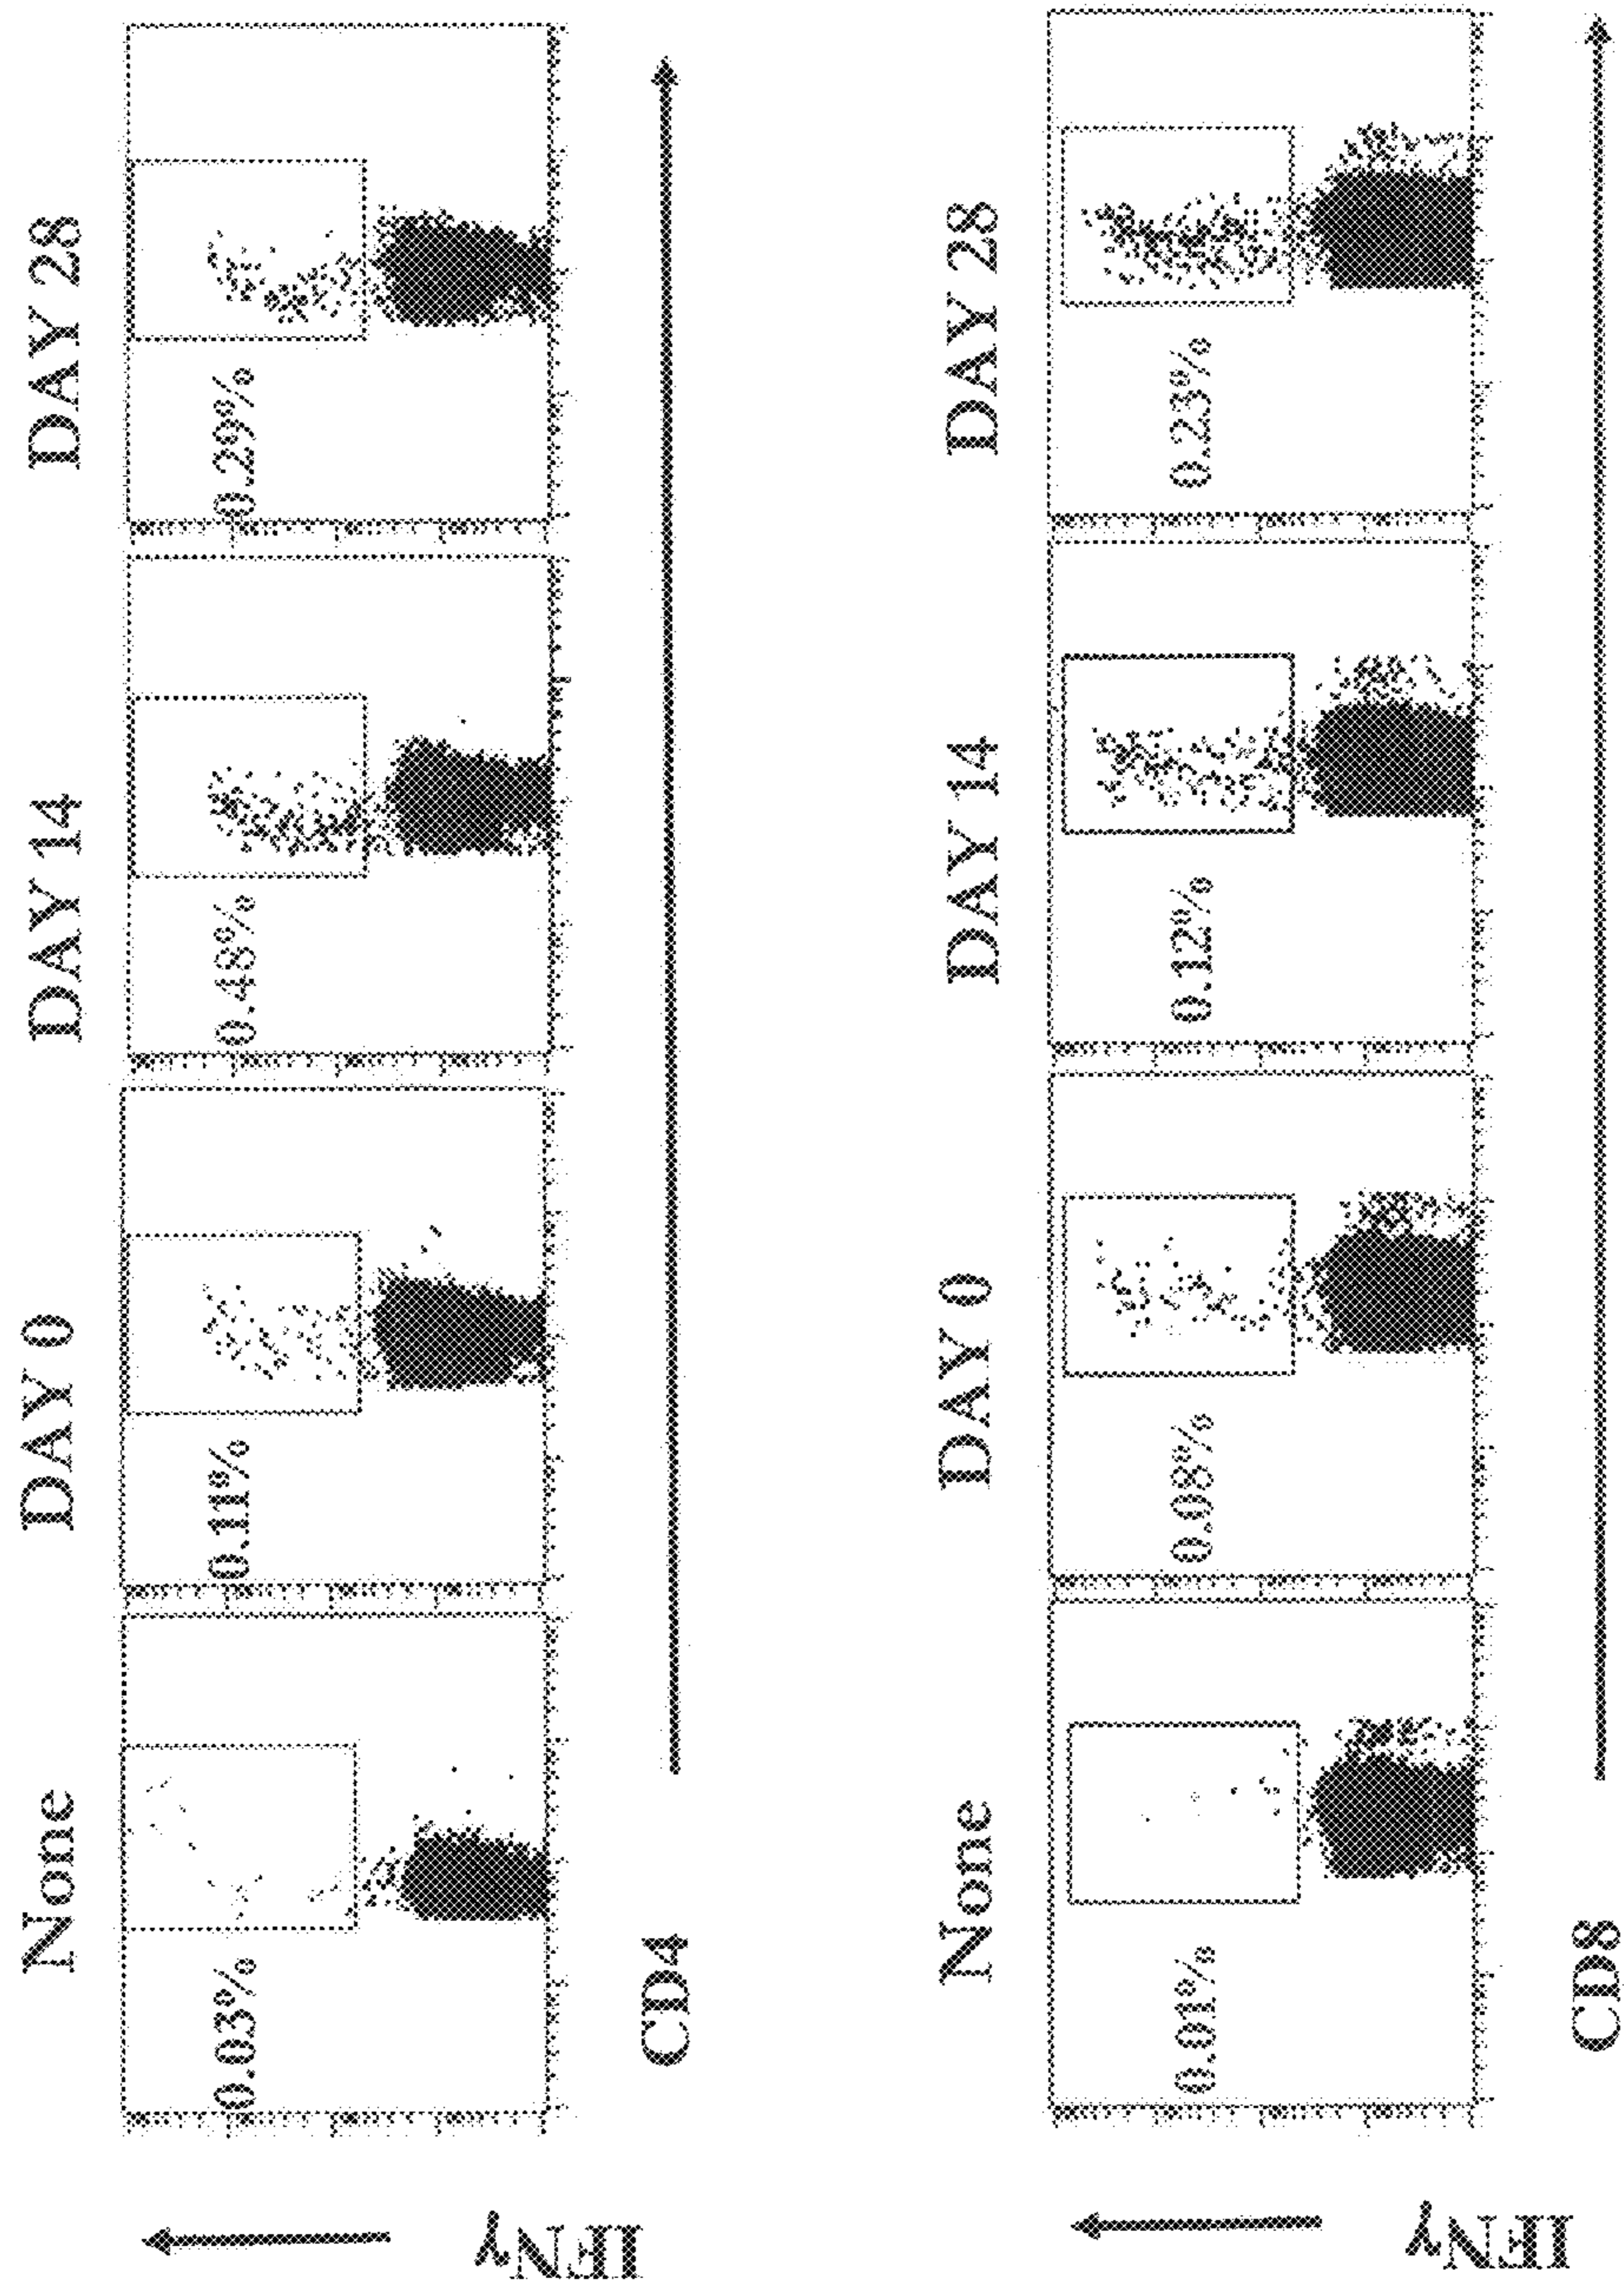 None DAY 0 DAY 14 DAY 28
0.03% 0.11% 0.48% 0.29%
IFNγ
CD4
None DAY 0 DAY 14 DAY 28
0.01% 0.08% 0.12% 0.23%
IFNγ
CD8